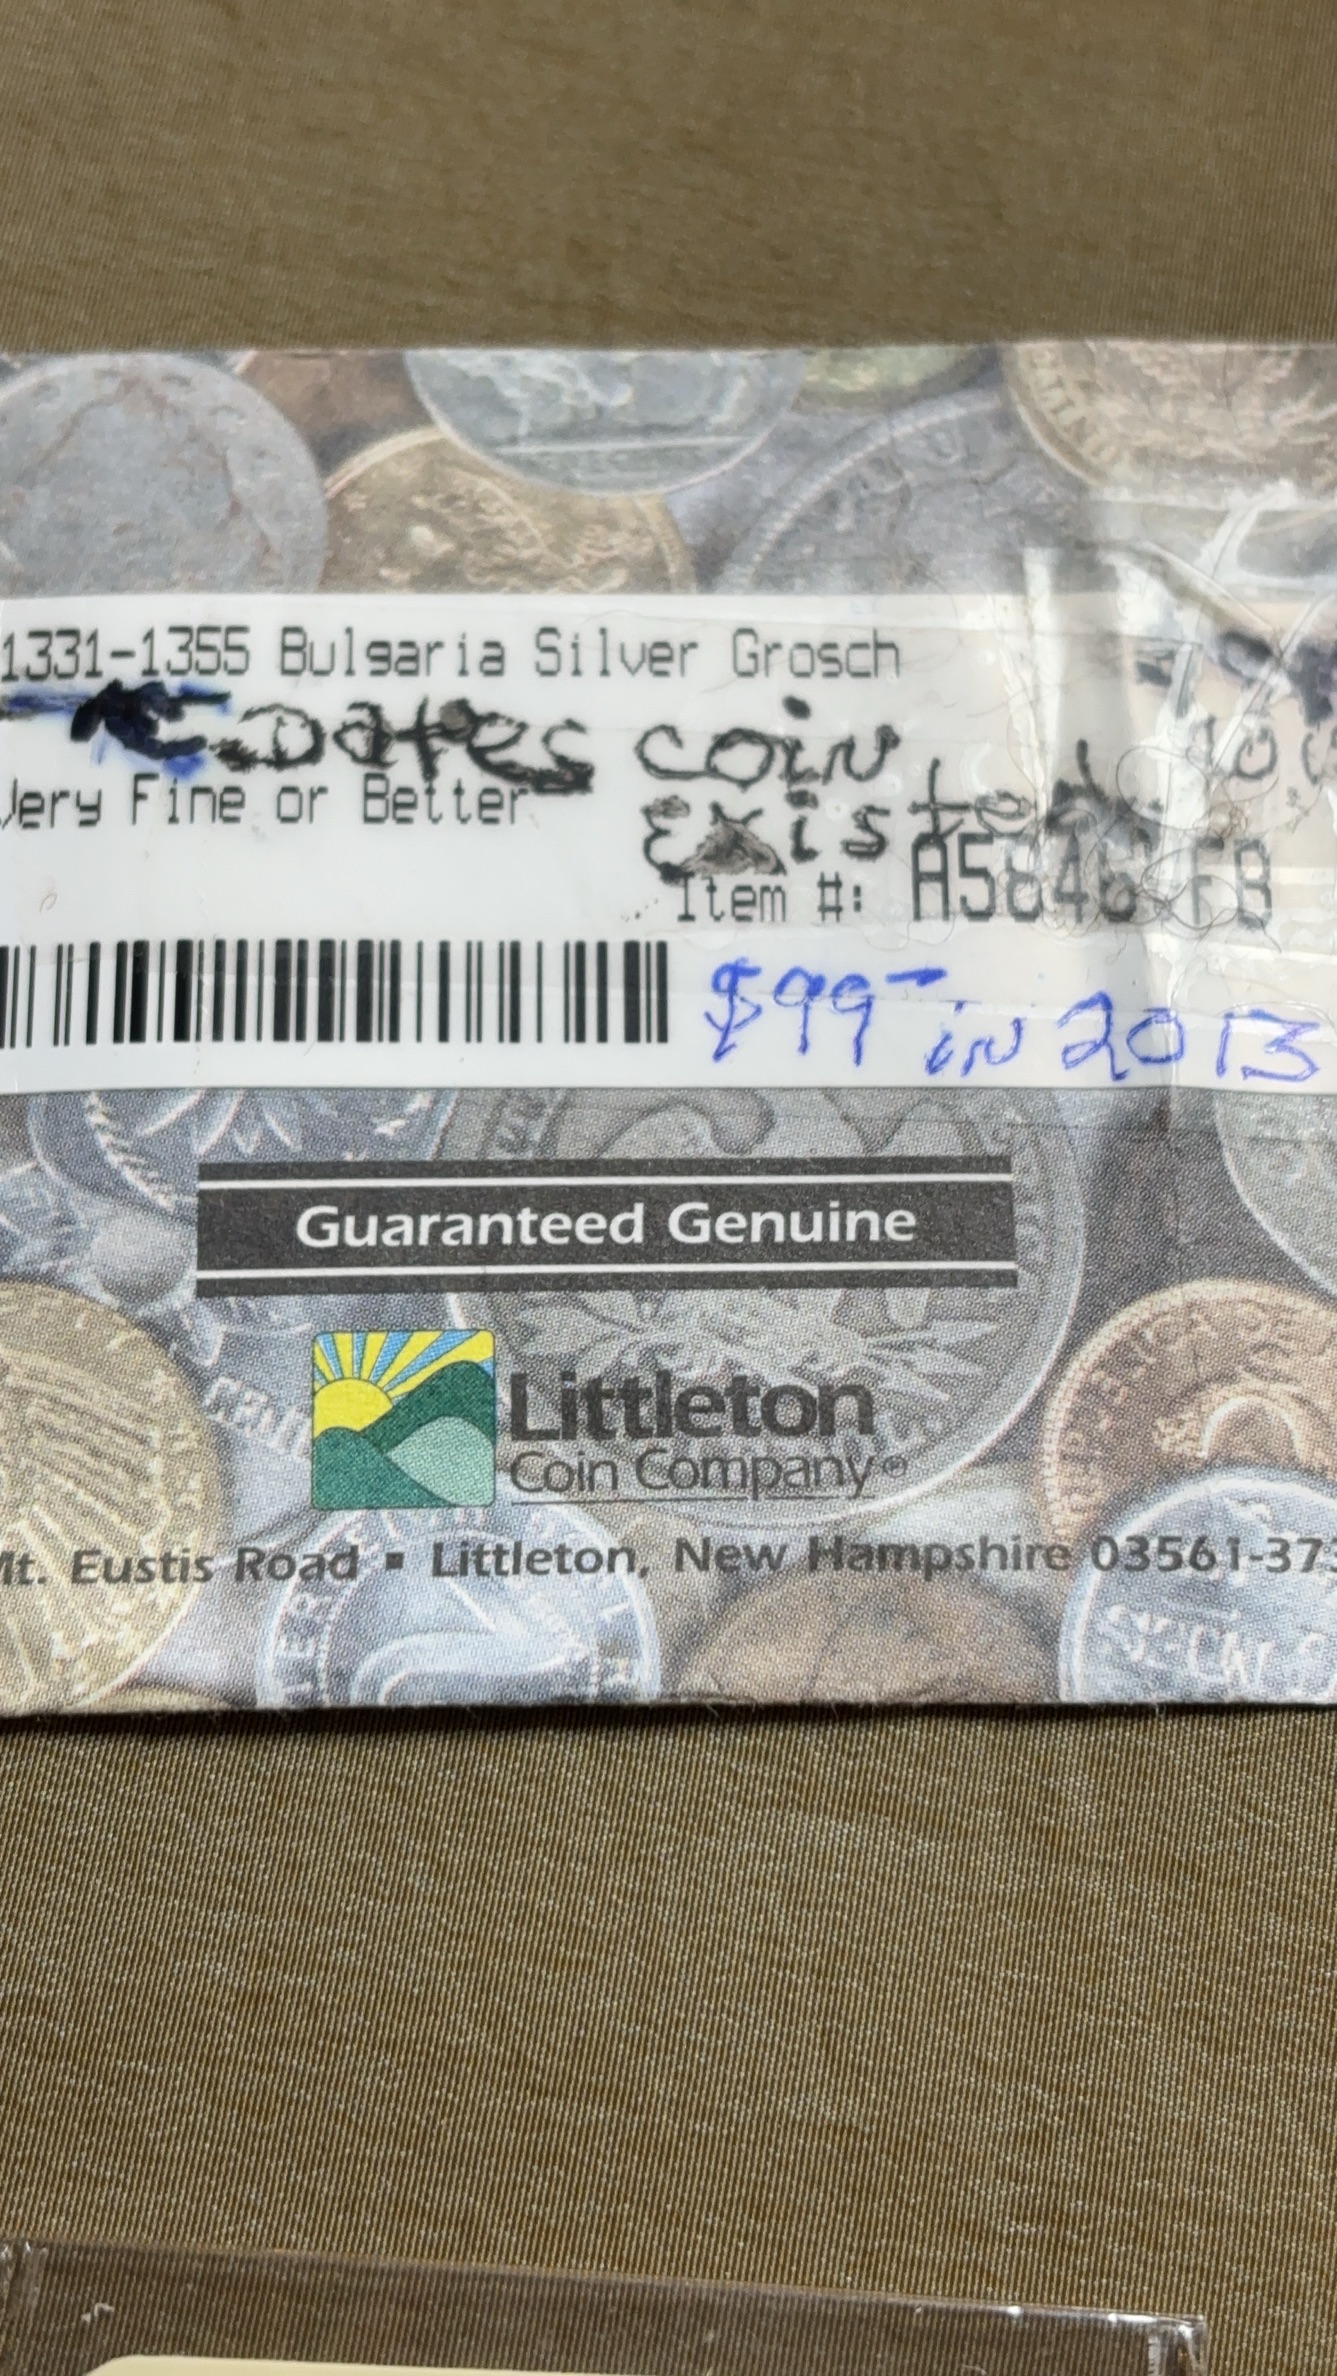 1331-1355 Bulgaria Silver Grosch
Dates coin
Very Fine or Better
existed
Item #:
$99- in 2013
Guaranteed Genuine
Littleton
Coin Company®
Mt. Eustis Road ▪ Littleton, New Hampshire 03561-373